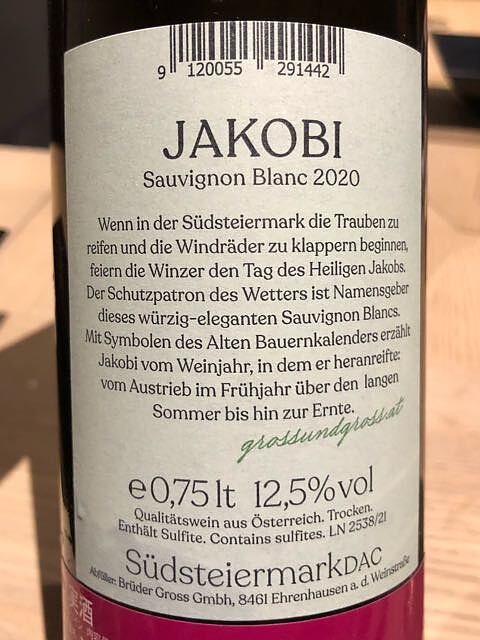 9 120055 291442
JAKOBI
Sauvignon Blanc 2020
Wenn in der Südsteiermark die Trauben zu
reifen und die Windräder zu klappern beginnen,
feiern die Winzer den Tag des Heiligen Jakobs.
Der Schutzpatron des Wetters ist Namensgeber
dieses würzig-eleganten Sauvignon Blancs.
Mit Symbolen des Alten Bauernkalenders erzählt
Jakobi vom Weinjahr, in dem er heranreifte:
vom Austrieb im Frühjahr über den langen
Sommer bis hin zur Ernte.
grossundgross.at
e 0,75 lt 12,5% vol
Qualitätswein aus Österreich. Trocken.
Enthält Sulfite. Contains sulfites. LN 2538/21
Südsteiermark DAC
Abfüller: Brüder Gross Gmbh, 8461 Ehrenhausen a. d. Weinstraße